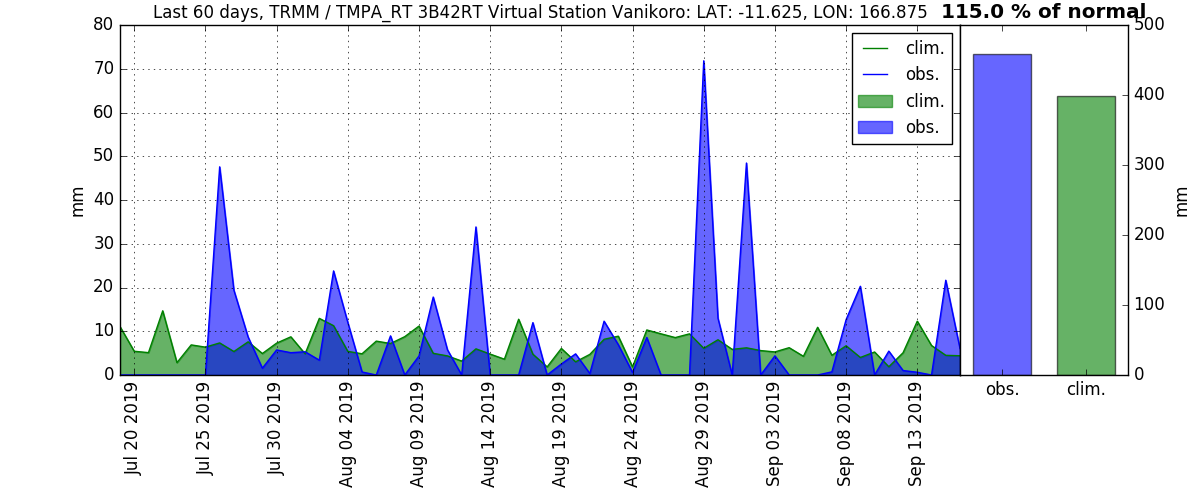 Last 60 days, TRMM / TMPA_RT 3B42RT Virtual Station Vanikoro: LAT: -11.625, LON: 166.875 115.0 % of normal
80
70
60
50
40
30
20
10
0
mm
clim.
obs.
clim.
obs.
500
400
300
200
100
0
mm
obs.
clim.
Jul 20 2019
Jul 25 2019
Jul 30 2019
Aug 04 2019
Aug 09 2019
Aug 14 2019
Aug 19 2019
Aug 24 2019
Aug 29 2019
Sep 03 2019
Sep 08 2019
Sep 13 2019